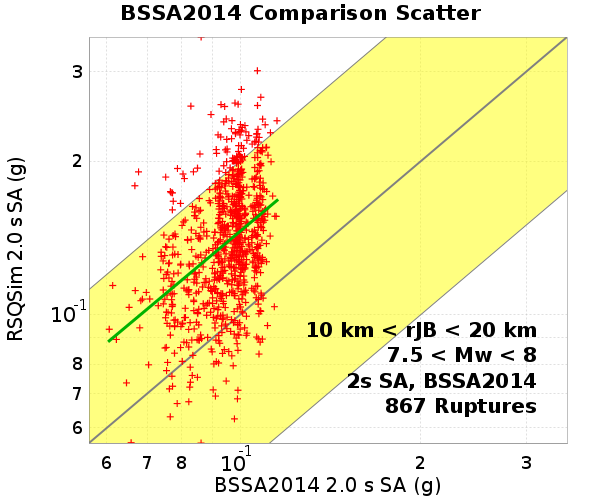 BSSA2014 Comparison Scatter
RSQSim 2.0 s SA (g)
3
2
10^-1
8
7
6
10 km < rJB < 20 km
7.5 < Mw < 8
2s SA, BSSA2014
867 Ruptures
6 7 8 10^-1 2 3
BSSA2014 2.0 s SA (g)